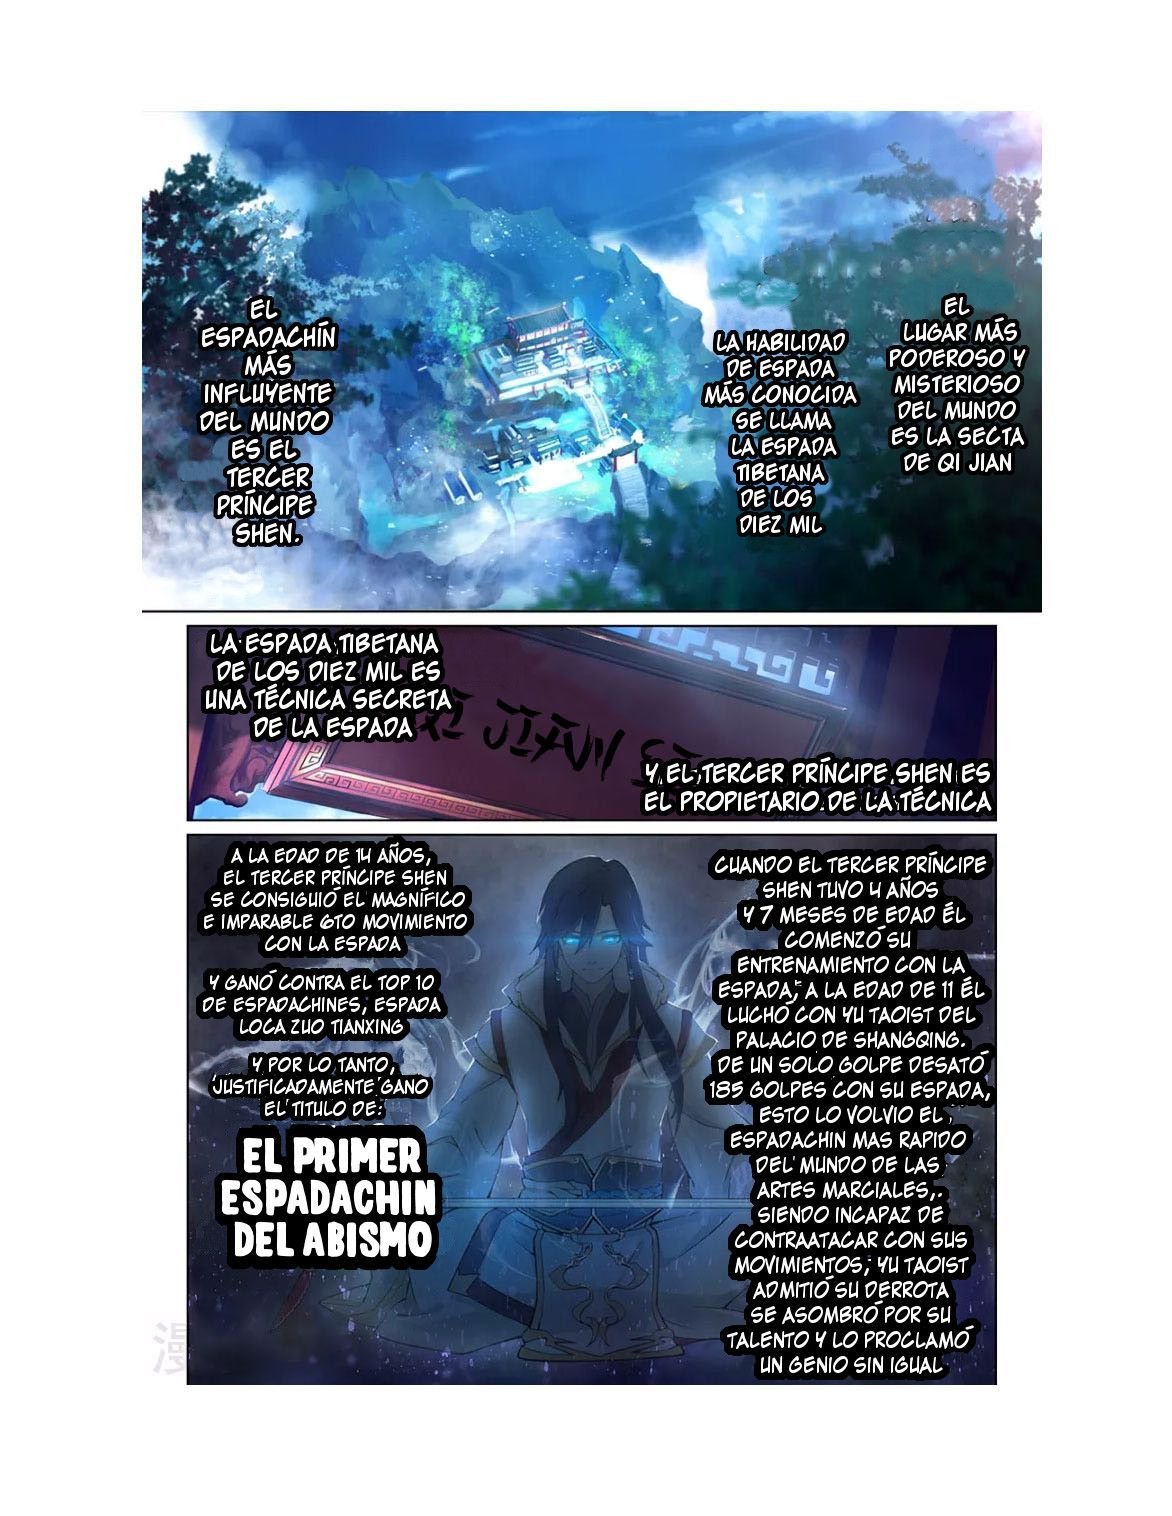 EL
LUGAR MÁS
PODEROSO Y
MISTERIOSO
DEL MUNDO
ES LA SECTA
DE QI JIAN
LA HABILIDAD
DE ESPADA
MÁS CONOCIDA
SE LLAMA
LA ESPADA
TIBETANA
DE LOS
DIEZ MIL
EL
ESPADACHÍN
MÁS
INFLUYENTE
DEL MUNDO
ES EL
TERCER
PRÍNCIPE
SHEN.
LA ESPADA TIBETANA
DE LOS DIEZ MIL ES
UNA TÉCNICA SECRETA
DE LA ESPADA
JIAN
Y EL TERCER PRÍNCIPE SHEN ES
EL PROPIETARIO DE LA TÉCNICA
CUANDO EL TERCER PRÍNCIPE
SHEN TUVO 4 AÑOS
Y 7 MESES DE EDAD ÉL
COMENZÓ SU
ENTRENAMIENTO CON LA
ESPADA, A LA EDAD DE 11 ÉL
LUCHÓ CON YU TAOIST DEL
PALACIO DE SHANGQING.
DE UN SOLO GOLPE DESATÓ
185 GOLPES CON SU ESPADA,
ESTO LO VOLVIO EL
ESPADACHIN MAS RAPIDO
DEL MUNDO DE LAS
ARTES MARCIALES,.
SIENDO INCAPAZ DE
CONTRAATACAR CON SUS
MOVIMIENTOS, YU TAOIST
ADMITIÓ SU DERROTA
SE ASOMBRÓ POR SU
TALENTO Y LO PROCLAMÓ
UN GENIO SIN IGUAL
A LA EDAD DE 14 AÑOS,
EL TERCER PRÍNCIPE SHEN
SE CONSIGUIÓ EL MAGNÍFICO
E IMPARABLE 6TO MOVIMIENTO
CON LA ESPADA
Y GANÓ CONTRA EL TOP 10
DE ESPADACHINES, ESPADA
LOCA ZUO TIANXING
Y POR LO TANTO,
JUSTIFICADAMENTE GANO
EL TITULO DE:
EL PRIMER
ESPADACHIN
DEL ABISMO
漫